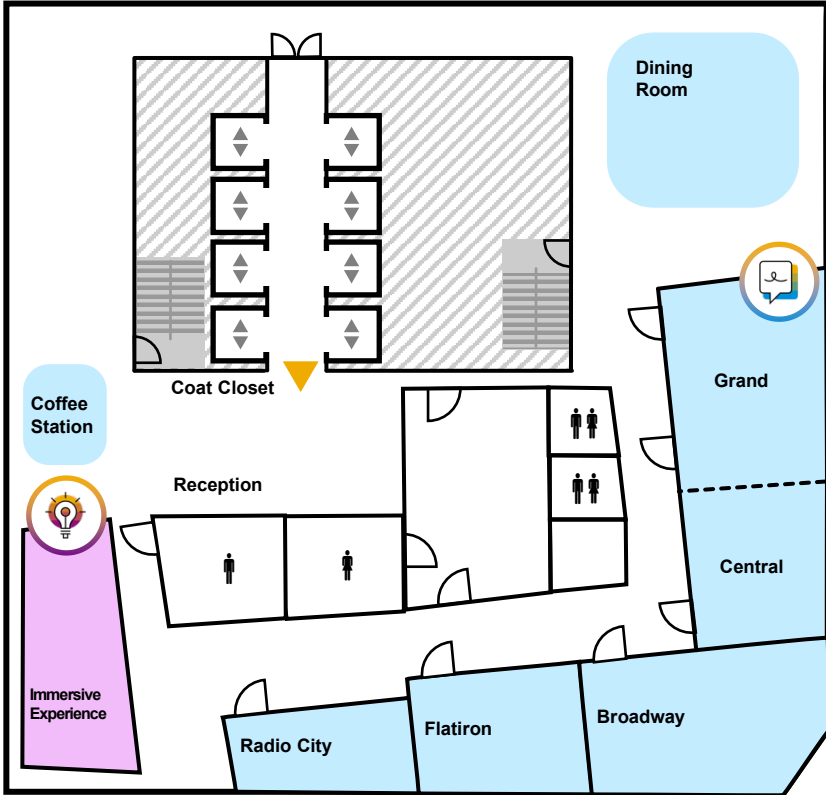 Dining
Room
Grand
Coat Closet
Coffee
Station
Reception
Central
Immersive
Experience
Radio City
Flatiron
Broadway